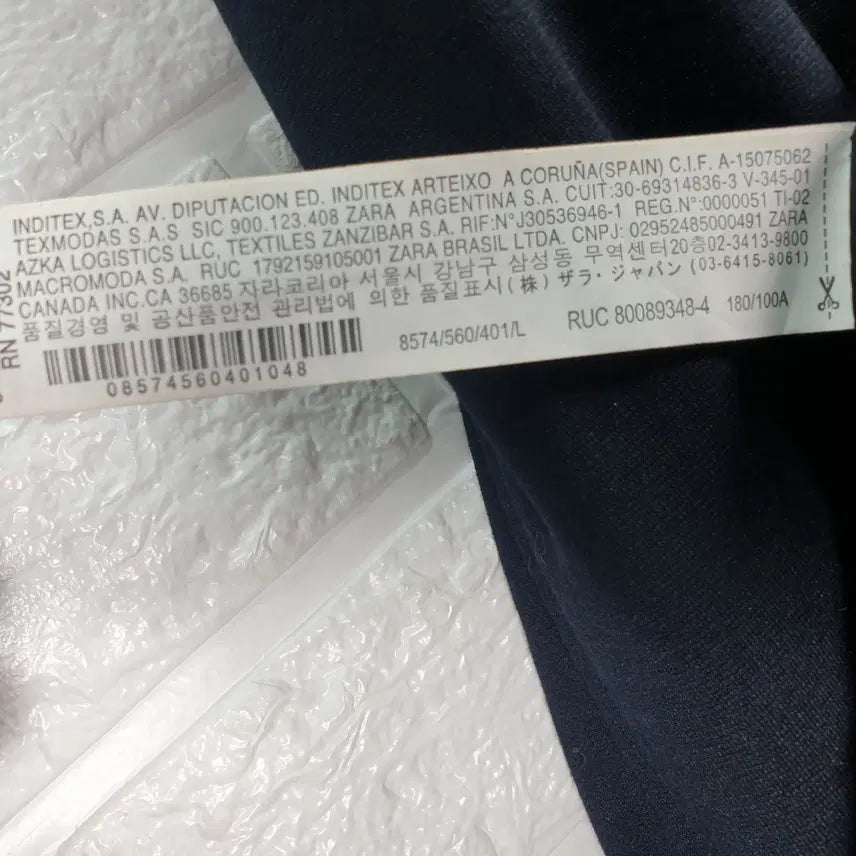 INDITEX,S.A. AV. DIPUTACION ED. INDITEX ARTEIXO A CORUÑA(SPAIN) C.I.F. A-15075062
TEXMODAS S.A.S SIC 900.123.408 ZARA ARGENTINA S.A. CUIT:30-69314836-3 V-345-01
AZKA LOGISTICS LLC, TEXTILES ZANZIBAR S.A. RIF:NºJ30536946-1 REG.Nº:0000051 TI-02
MACROMODA S.A. RUC 1792159105001 ZARA BRASIL LTDA. CNPJ: 02952485000491 ZARA
CANADA INC.CA 36685 자라코리아 서울시 강남구 삼성동 무역센터20층02-3413-9800
품질경영 및 공산품안전 관리법에 의한 품질표시(株) ザラ・ジャパン (03-6415-8061)
8574/560/401/L RUC 80089348-4 180/100A
08574560401048
RN 77302